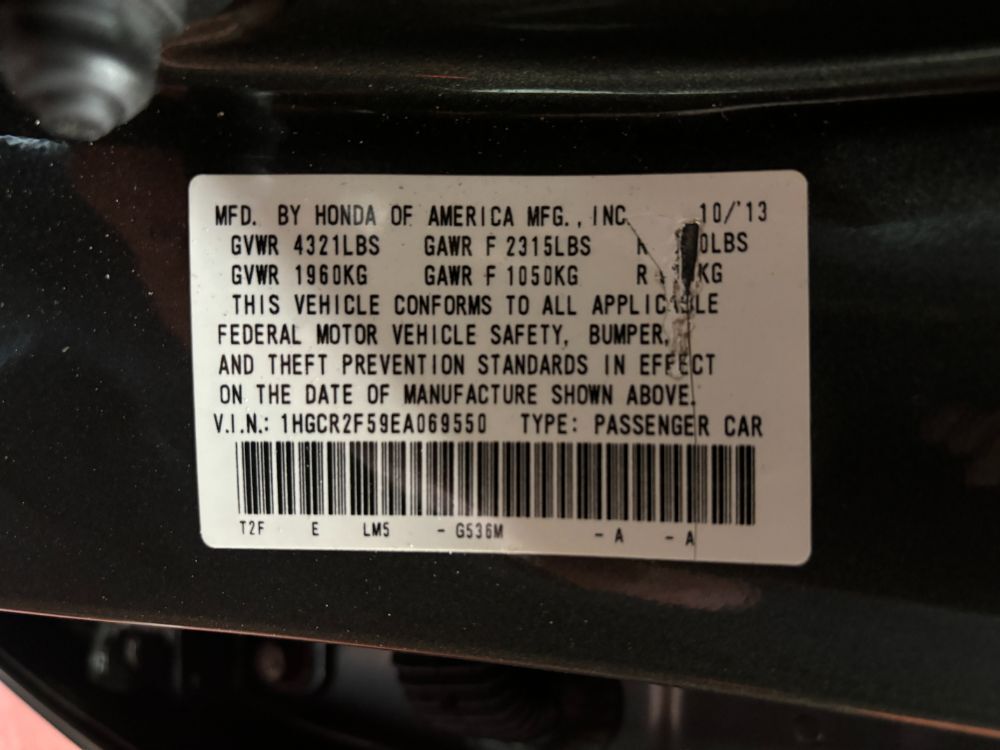 MFD. BY HONDA OF AMERICA MFG., INC. 10/'13
GVWR 4321LBS GAWR F 2315LBS R
GVWR 1960KG GAWR F 1050KG R
THIS VEHICLE CONFORMS TO ALL APPLICABLE
FEDERAL MOTOR VEHICLE SAFETY, BUMPER,
AND THEFT PREVENTION STANDARDS IN EFFECT
ON THE DATE OF MANUFACTURE SHOWN ABOVE.
V.I.N.: 1HGCR2F59EA069550 TYPE: PASSENGER CAR
T2F E LM5 - G536M - A - A